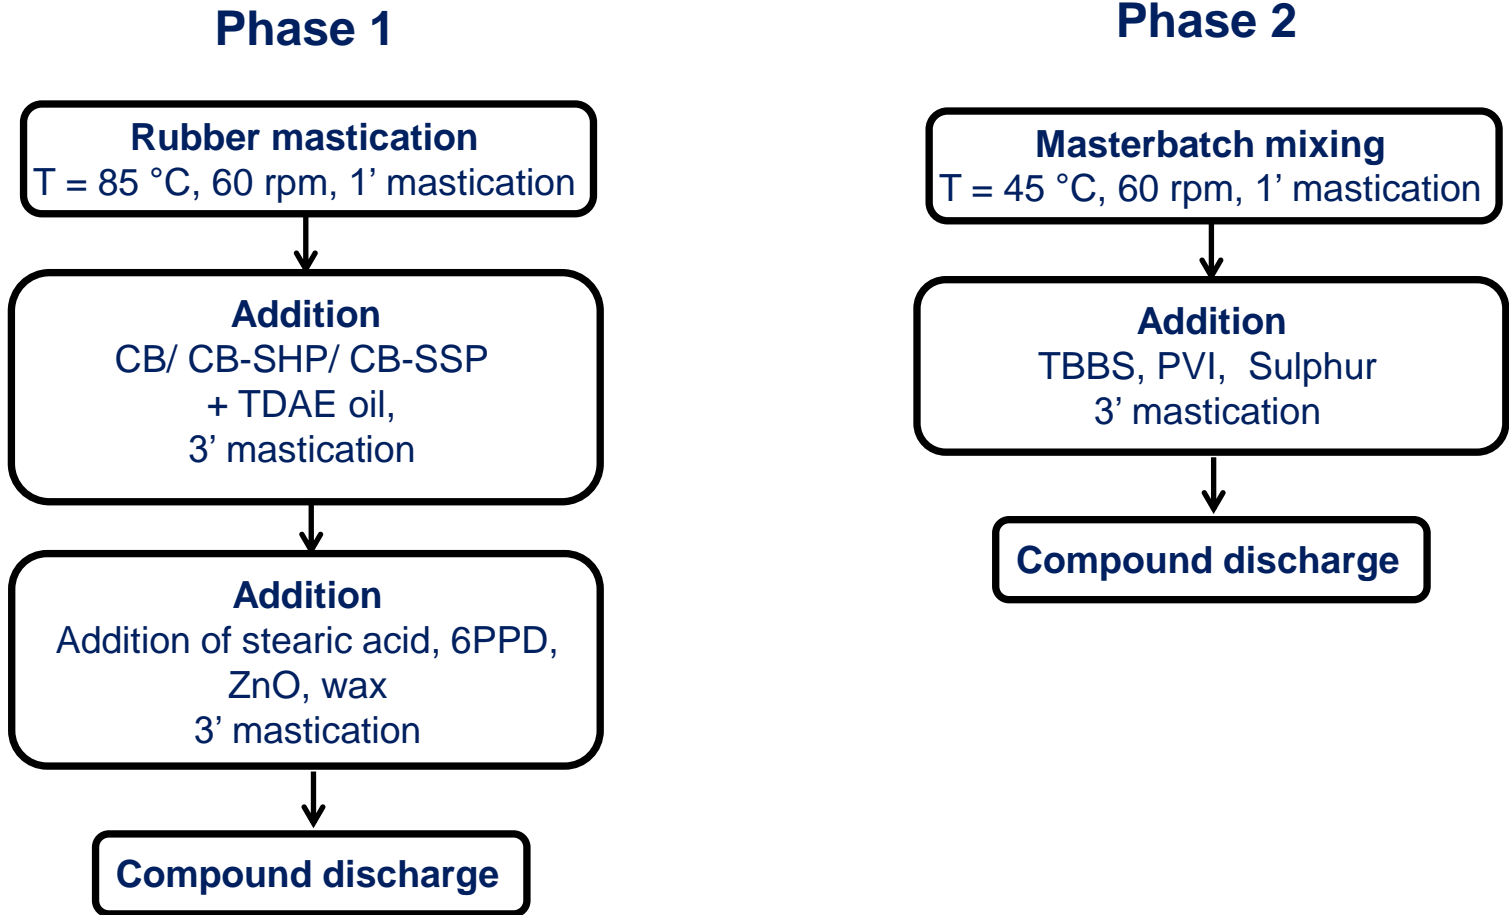 Phase 1
Rubber mastication
T = 85 °C, 60 rpm, 1’ mastication
Addition
CB/ CB-SHP/ CB-SSP
+ TDAE oil,
3’ mastication
Addition
Addition of stearic acid, 6PPD,
ZnO, wax
3’ mastication
Compound discharge
Phase 2
Masterbatch mixing
T = 45 °C, 60 rpm, 1’ mastication
Addition
TBBS, PVI,  Sulphur
3’ mastication
Compound discharge